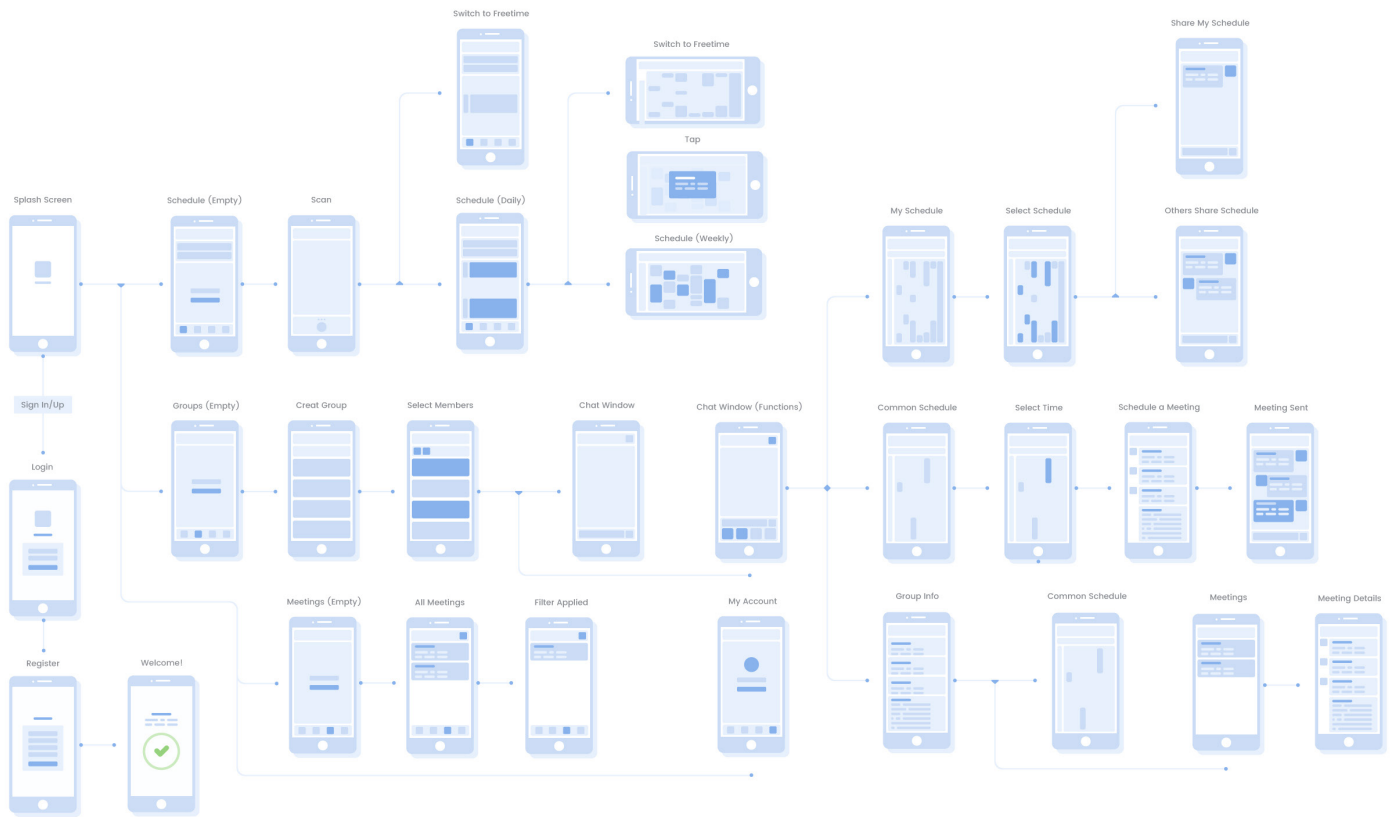 Switch to Freetime
Share My Schedule
Switch to Freetime
Tap
Splash Screen
Schedule (Empty)
Scan
Schedule (Daily)
My Schedule
Select Schedule
Others Share Schedule
Schedule (Weekly)
Sign In/Up
Groups (Empty)
Creat Group
Select Members
Chat Window
Chat Window (Functions)
Common Schedule
Select Time
Schedule a Meeting
Meeting Sent
Login
Meetings (Empty)
All Meetings
Filter Applied
My Account
Group Info
Common Schedule
Meetings
Meeting Details
Register
Welcome!